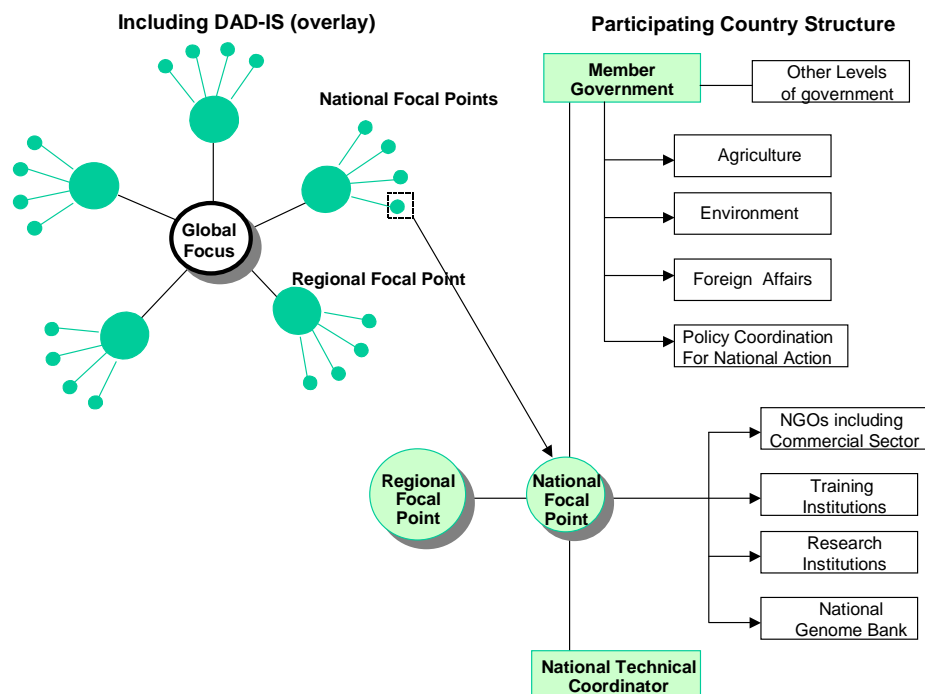 Including DAD-IS (overlay)
Participating Country Structure
National Focal Points
Global
Focus
Regional Focal Point
Member
Government
Other Levels
of government
Agriculture
Environment
Foreign Affairs
Policy Coordination
For National Action
Regional
Focal
Point
National
Focal
Point
NGOs including
Commercial Sector
Training
Institutions
Research
Institutions
National
Genome Bank
National Technical
Coordinator